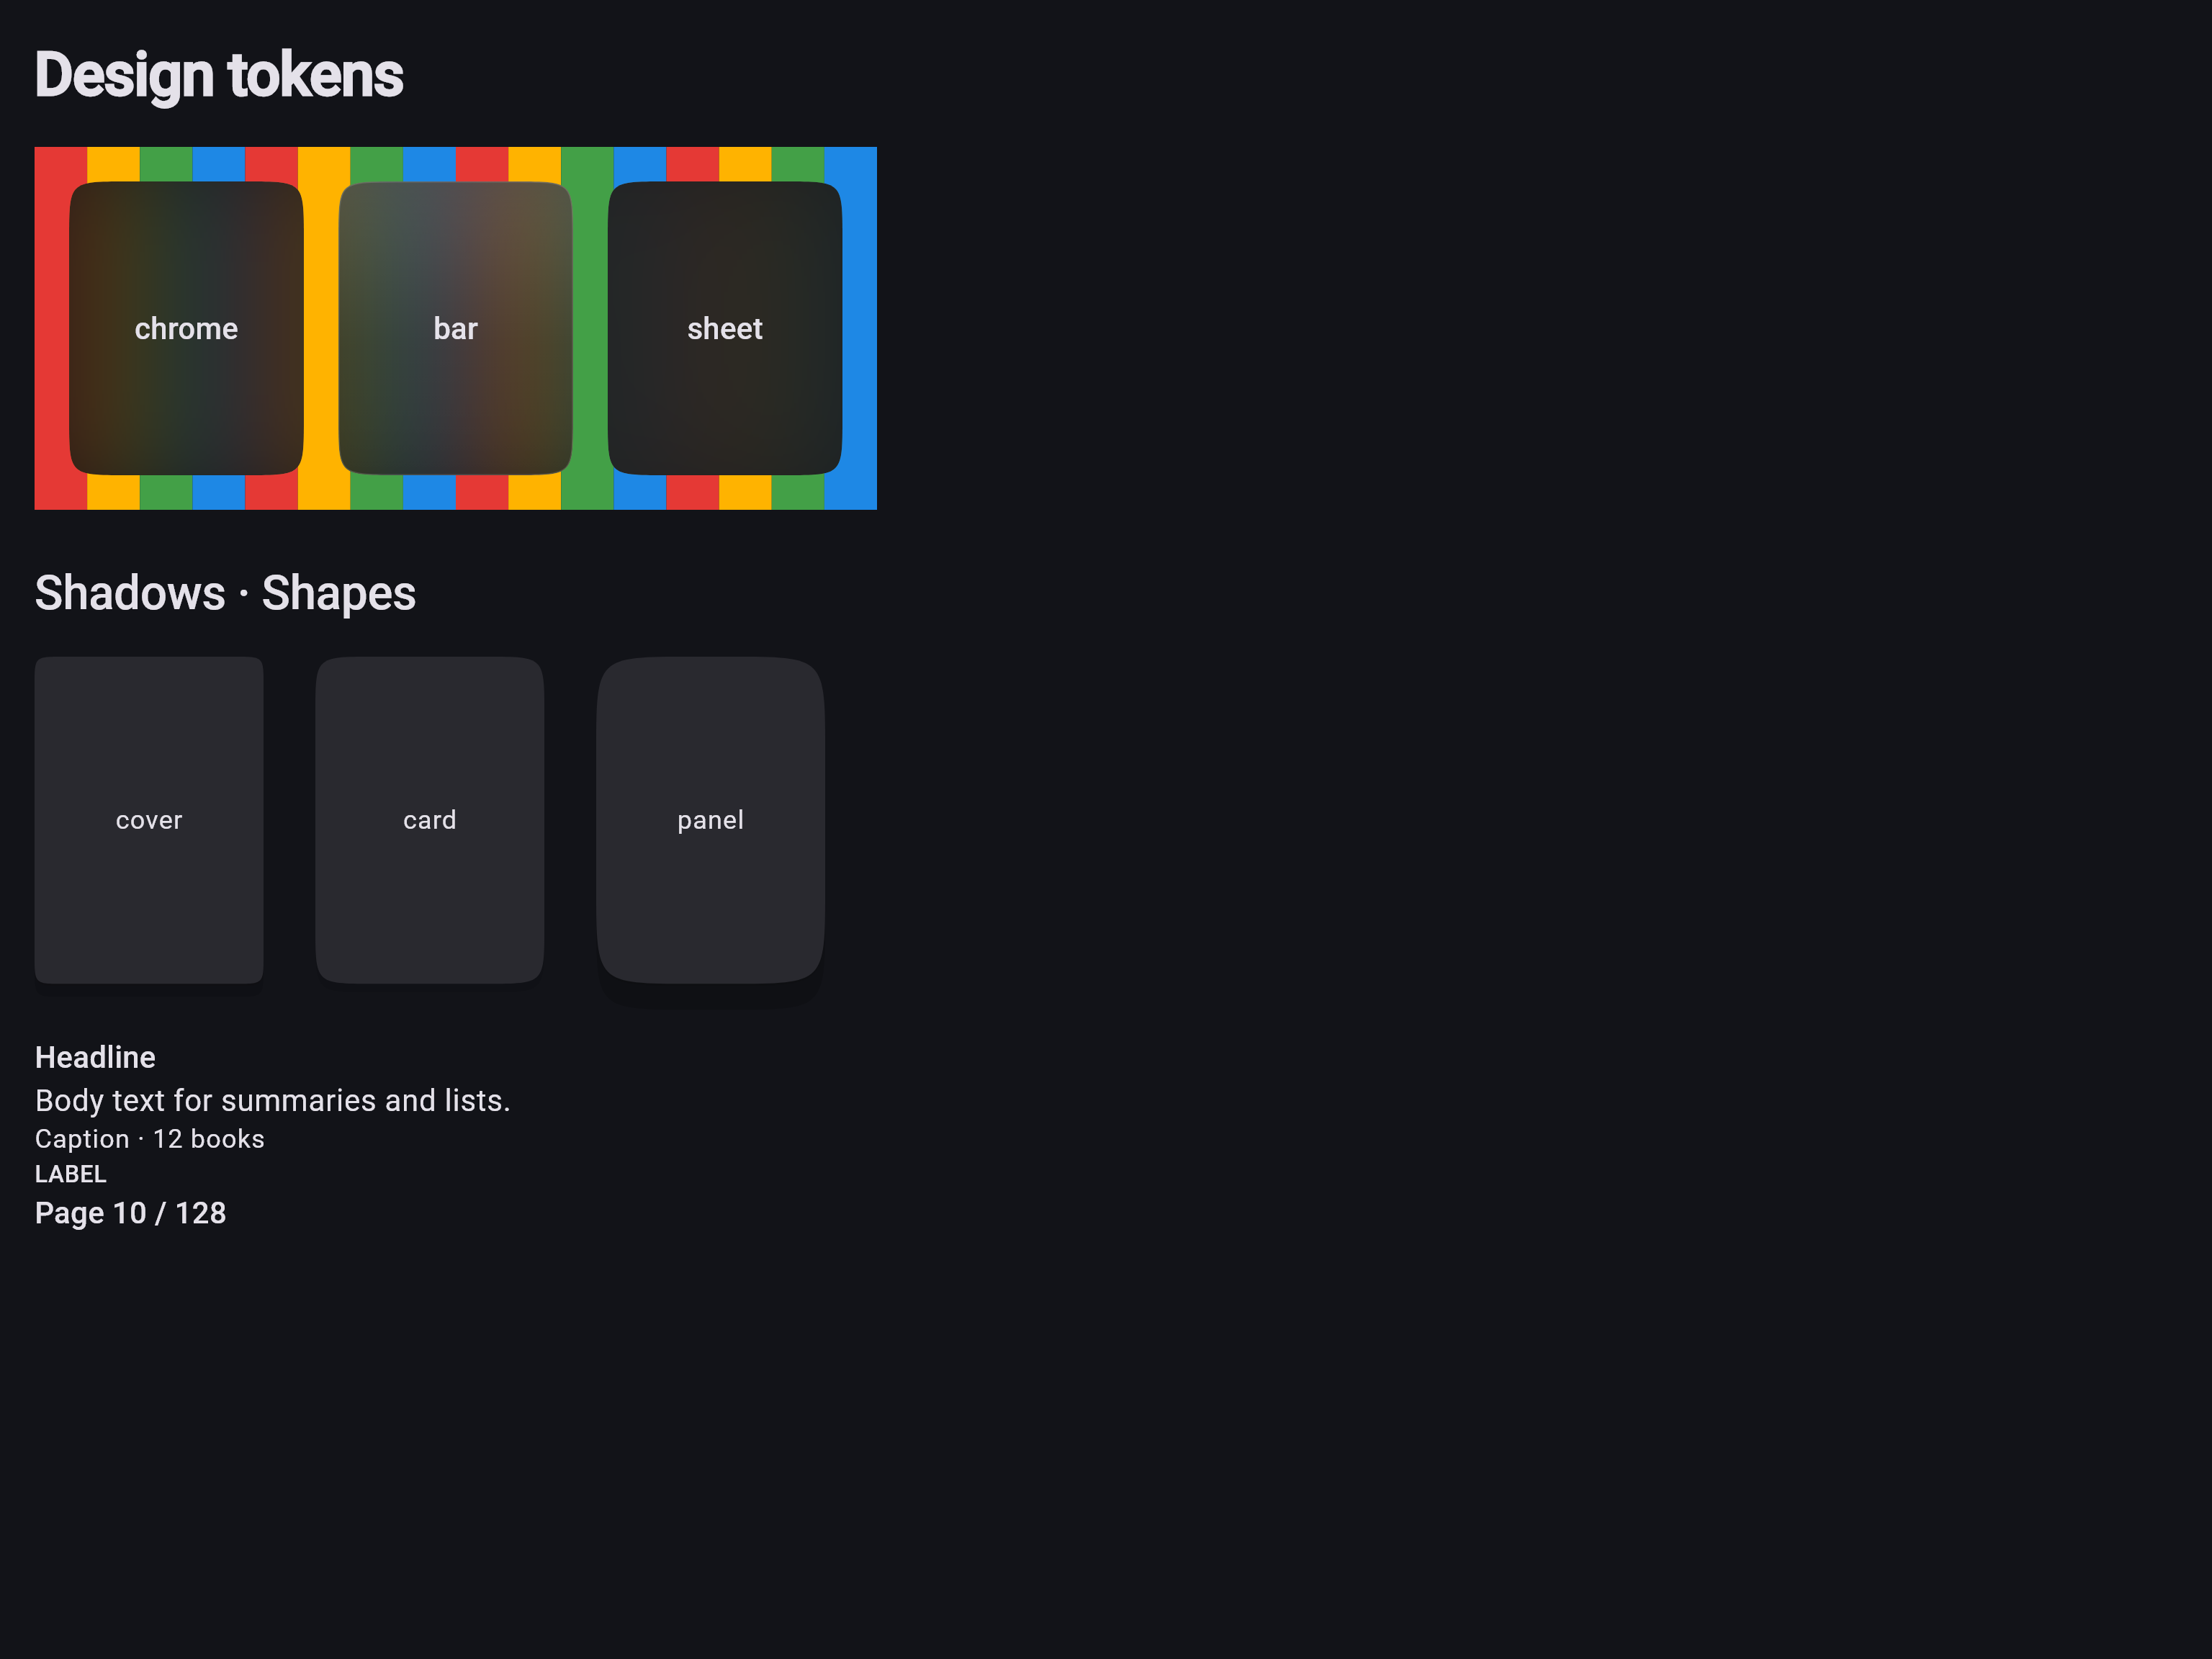 Design tokens
chrome
bar
sheet
Shadows · Shapes
cover
card
panel
Headline
Body text for summaries and lists.
Caption · 12 books
LABEL
Page 10 / 128